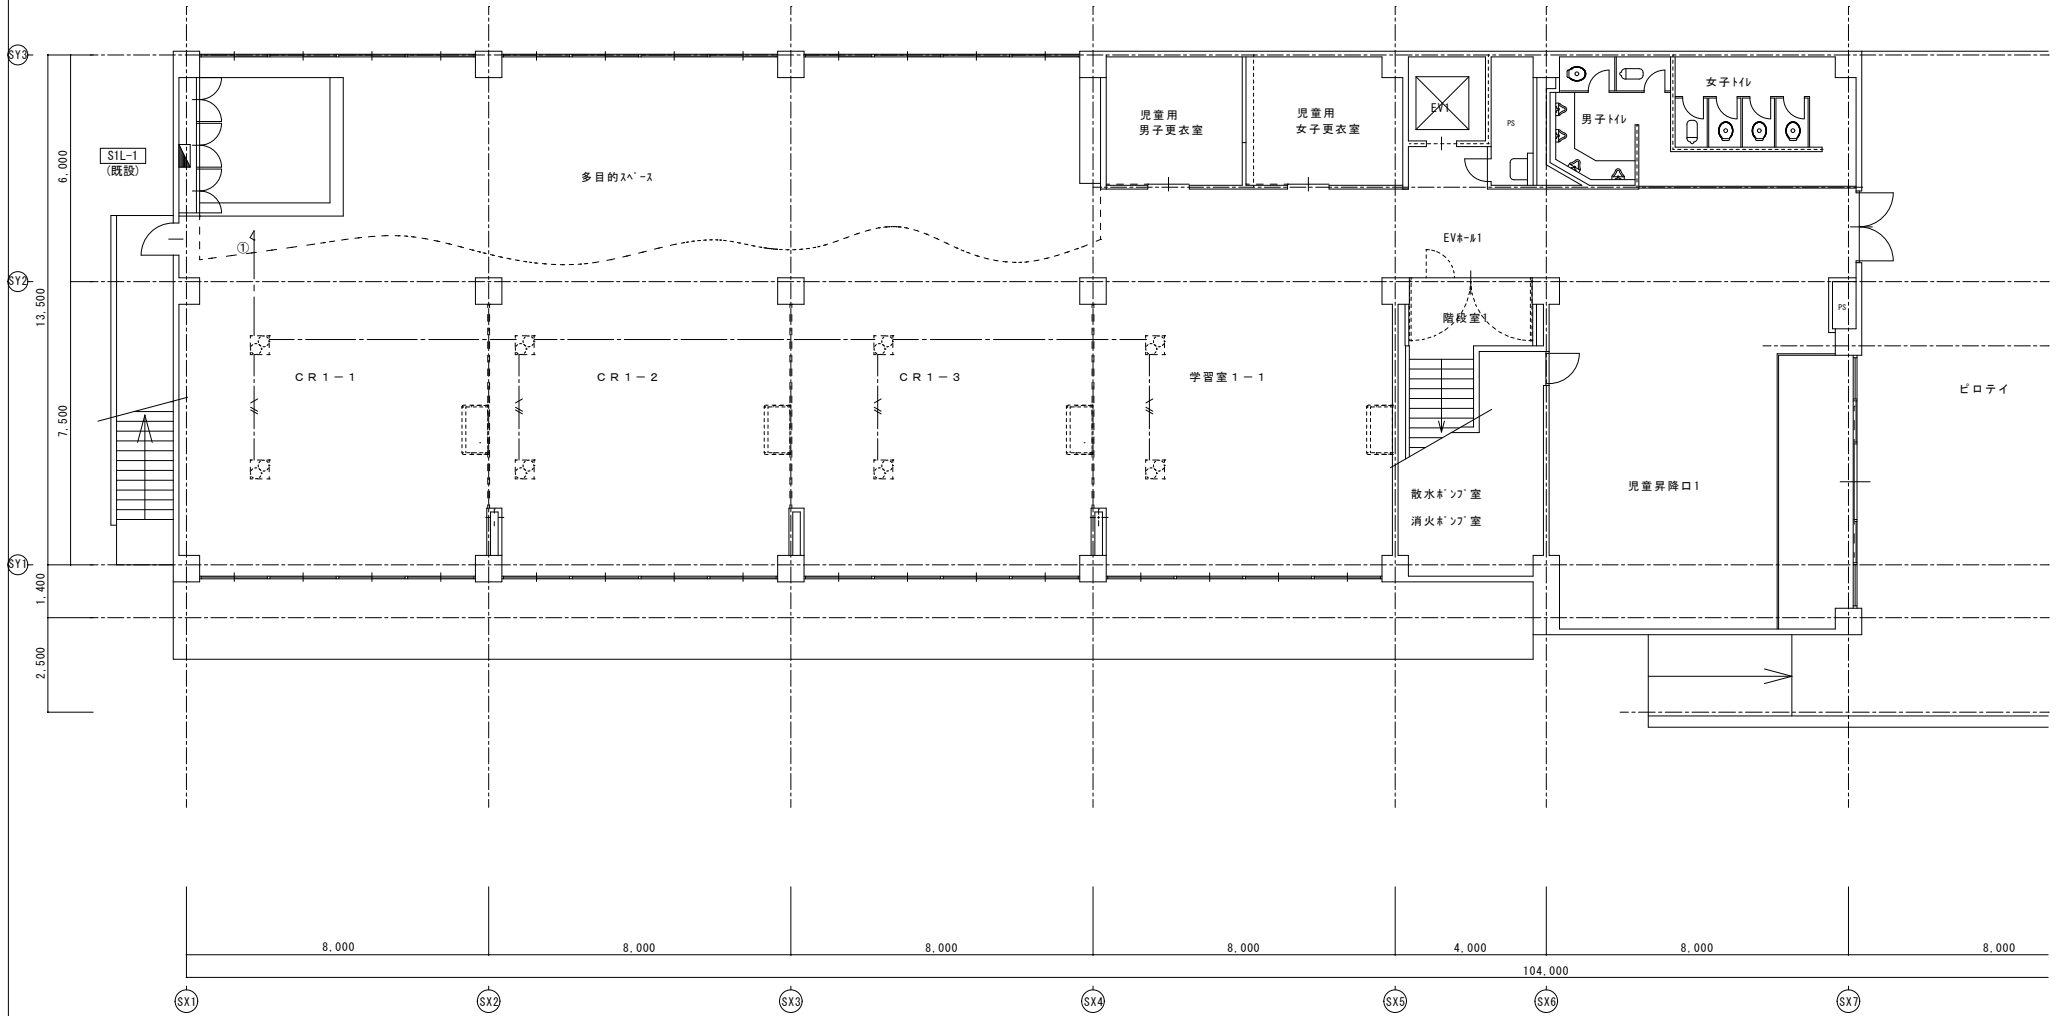 SY3
女子ﾄｲﾚ
児童用
男子更衣室
児童用
女子更衣室
EV1
PS
男子ﾄｲﾚ
S1L-1
(既設)
6,000
多目的ｽﾍﾟｰｽ
①
EVﾎｰﾙ1
SY2
13,500
階段室1
PS
CR1-1
CR1-2
CR1-3
学習室1-1
ピロテイ
7,500
散水ﾎﾟﾝﾌﾟ室
消火ﾎﾟﾝﾌﾟ室
児童昇降口1
SY1
1,400
2,500
8,000
8,000
8,000
8,000
4,000
8,000
8,000
104,000
SX1
SX2
SX3
SX4
SX5
SX6
SX7